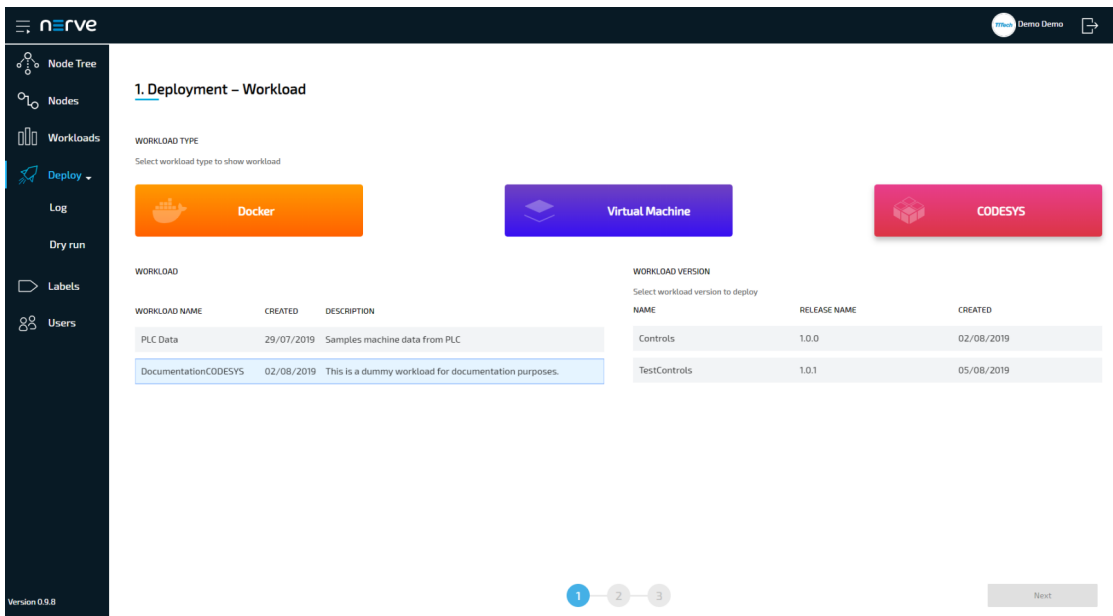 nerve
TTTech Demo Demo
Node Tree
Nodes
Workloads
Deploy
Log
Dry run
Labels
Users
Version 0.9.8
1. Deployment – Workload
WORKLOAD TYPE
Select workload type to show workload
Docker Virtual Machine CODESYS
WORKLOAD
WORKLOAD NAME CREATED DESCRIPTION
PLC Data 29/07/2019 Samples machine data from PLC
DocumentationCODESYS 02/08/2019 This is a dummy workload for documentation purposes.
WORKLOAD VERSION
Select workload version to deploy
NAME RELEASE NAME CREATED
Controls 1.0.0 02/08/2019
TestControls 1.0.1 05/08/2019
1 2 3
Next